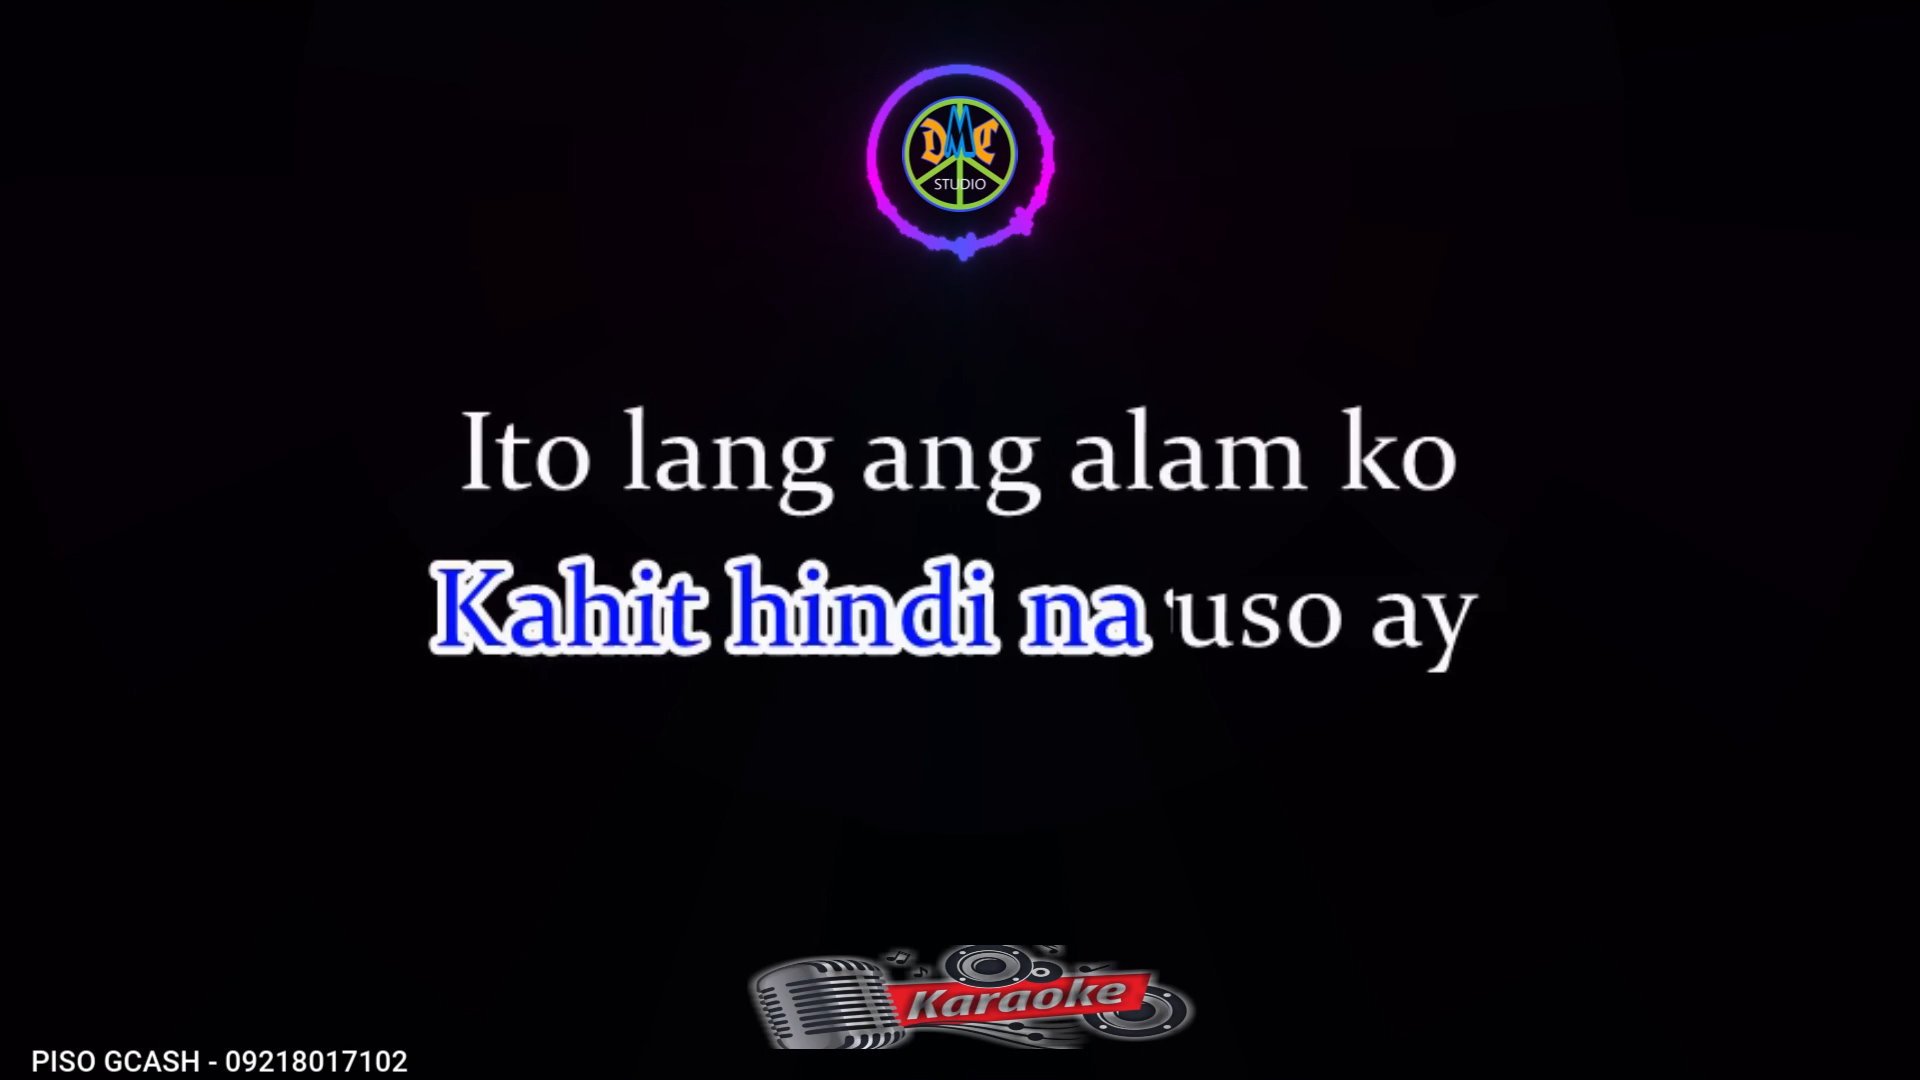 DMC
STUDIO
Ito lang ang alam ko
Kahit hindi na uso ay
Karaoke
PISO GCASH - 09218017102